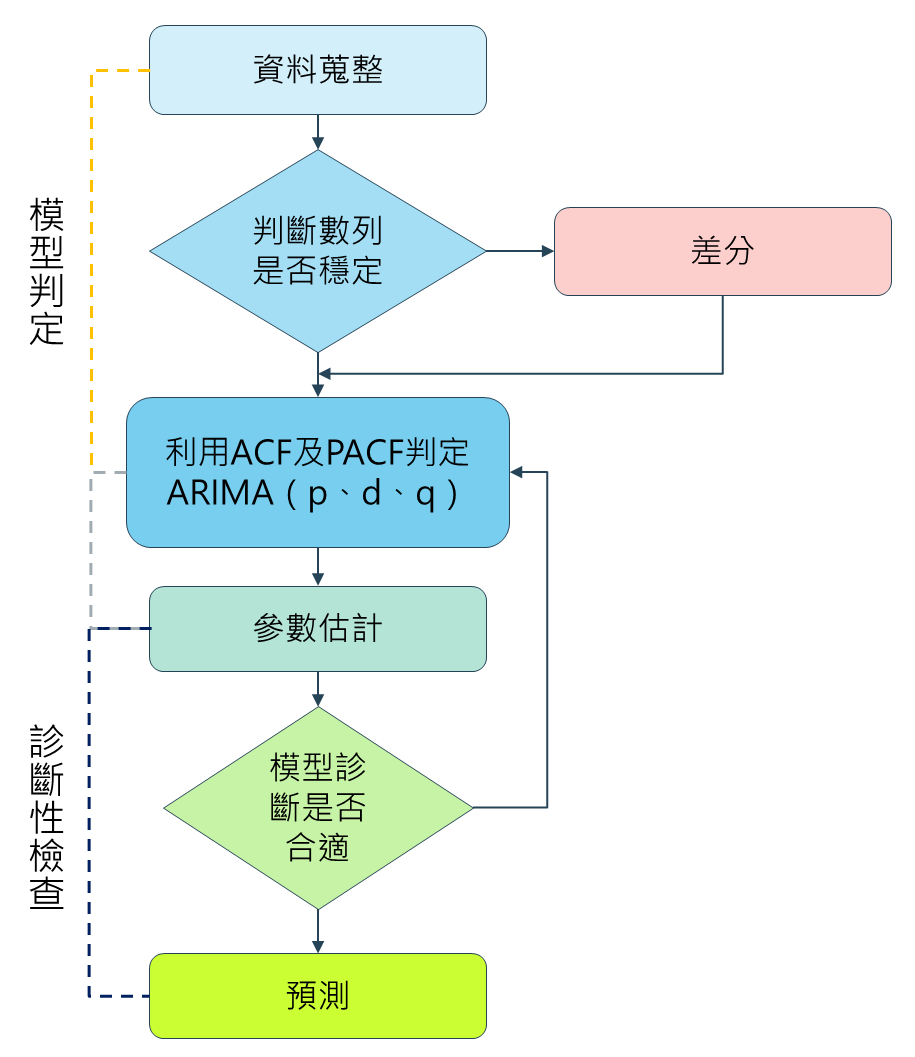 資料蒐整
判斷數列
是否穩定
差分
模型判定
利用ACF及PACF判定
ARIMA（p、d、q）
參數估計
模型診
斷是否
合適
診斷性檢查
預測